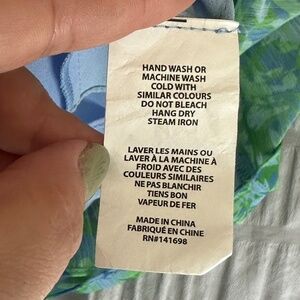 HAND WASH OR
MACHINE WASH
COLD WITH
SIMILAR COLOURS
DO NOT BLEACH
HANG DRY
STEAM IRON
LAVER LES MAINS OU
LAVER À LA MACHINE À
FROID AVEC DES
COULEURS SIMILAIRES
NE PAS BLANCHIR
TIENS BON
VAPEUR DE FER
MADE IN CHINA
FABRIQUÉ EN CHINE
RN#141698